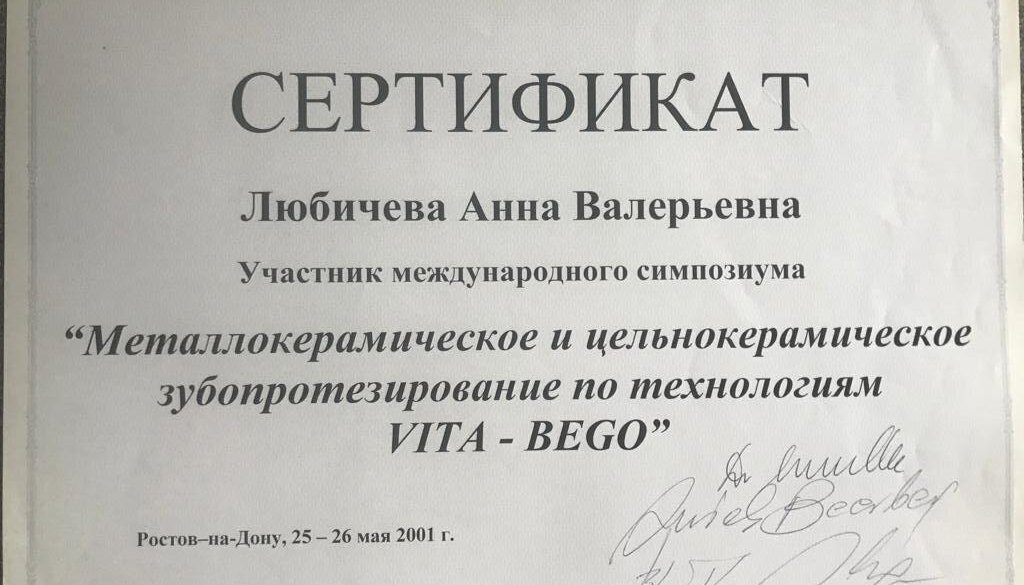 СЕРТИФИКАТ
Любичева Анна Валерьевна
Участник международного симпозиума
“Металлокерамическое и цельнокерамическое
зубопротезирование по технологиям
VITA - BEGO”
Ростов–на-Дону, 25 – 26 мая 2001 г.